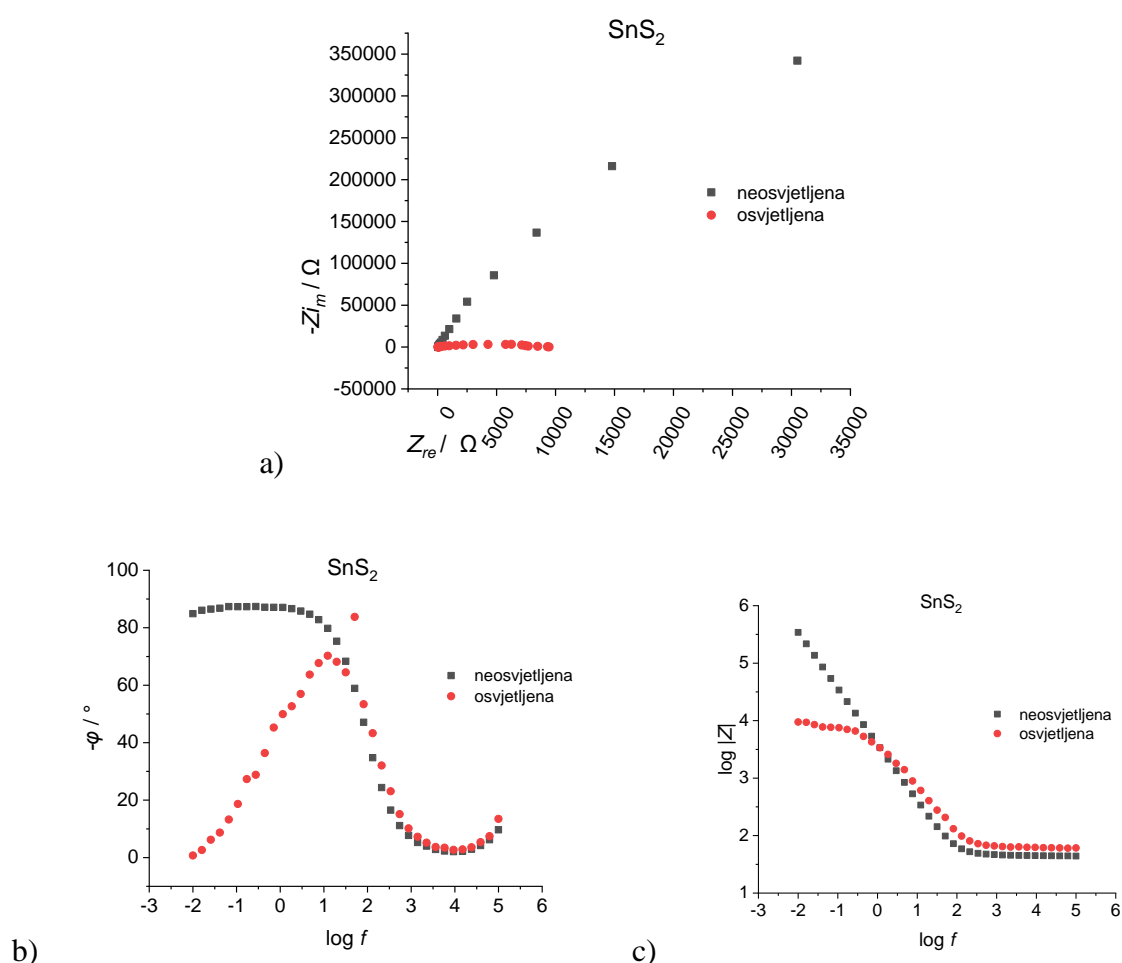 SnS2
350000
300000
250000
200000
150000
100000
50000
0
-50000
-Zim / Ω
0
5000
10000
15000
20000
25000
30000
35000
Zre / Ω
neosvjetljena
osvjetljena
a)
SnS2
100
80
60
40
20
0
-φ / °
-3 -2 -1 0 1 2 3 4 5 6
log f
neosvjetljena
osvjetljena
b)
SnS2
6
5
4
3
2
1
log |Z|
-3 -2 -1 0 1 2 3 4 5 6
log f
neosvjetljena
osvjetljena
c)